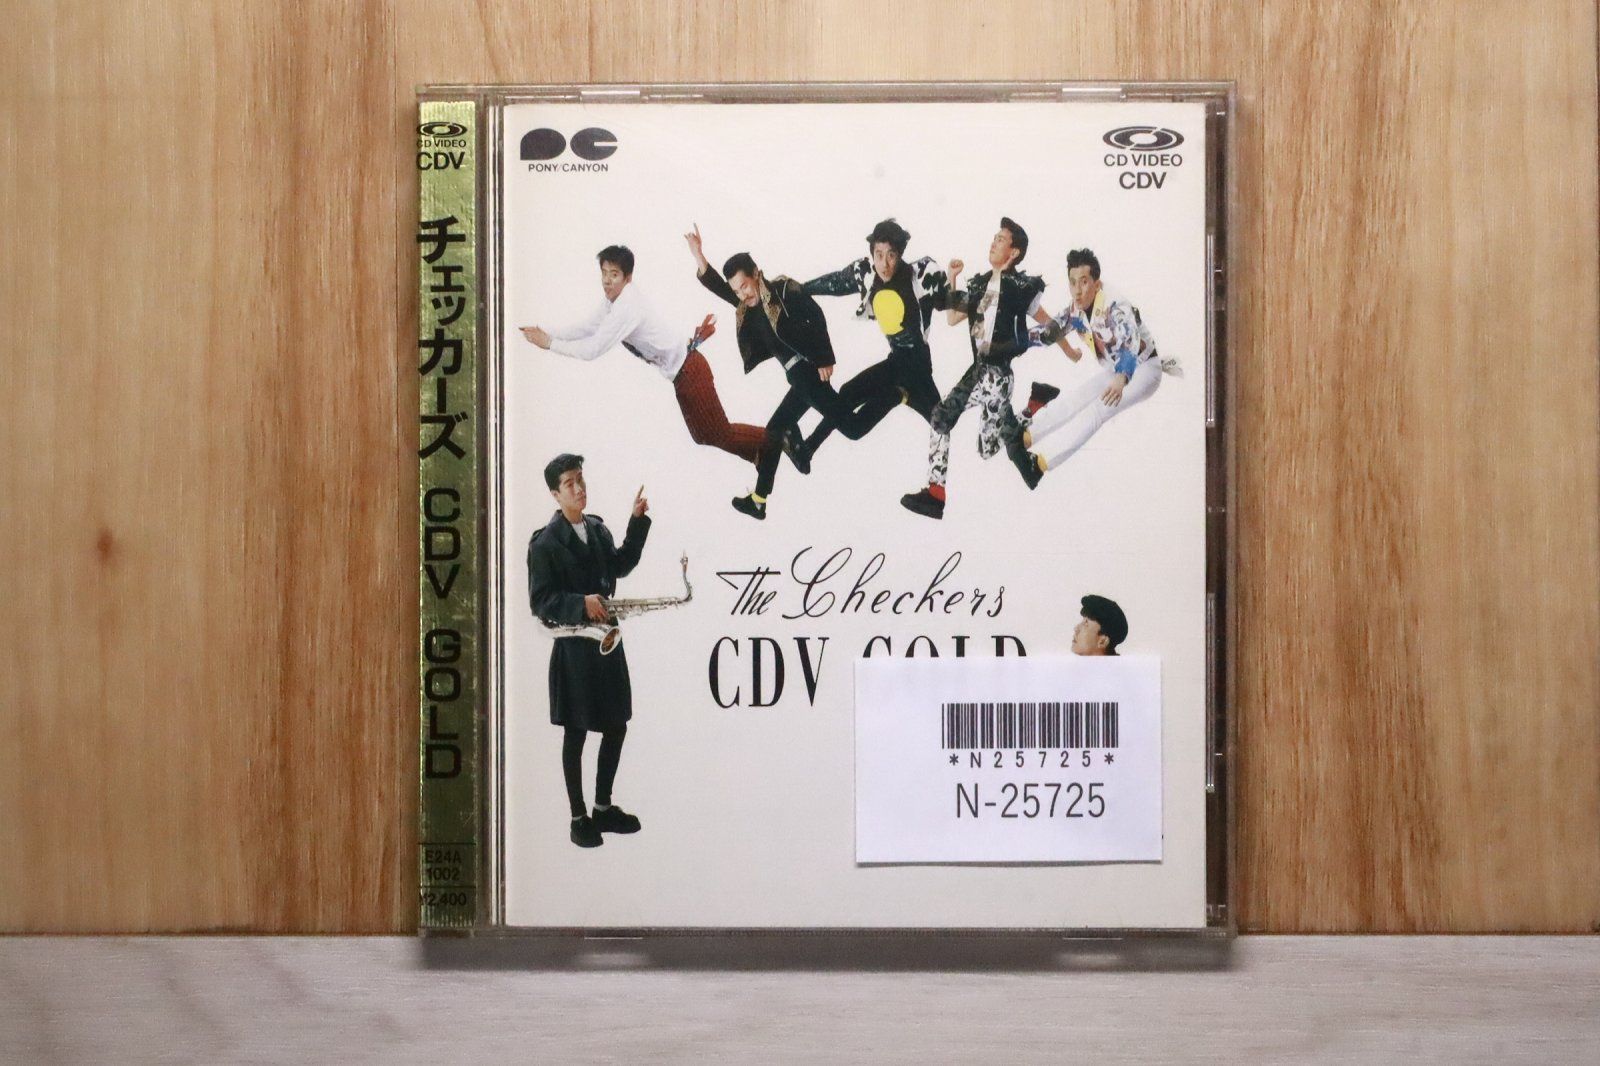 CD VIDEO
CDV
チェッカーズ CDV GOLD
E24A
1002
¥2,400
PONY/CANYON
CD VIDEO
CDV
The Checkers
CDV GOLD
*N25725*
N-25725